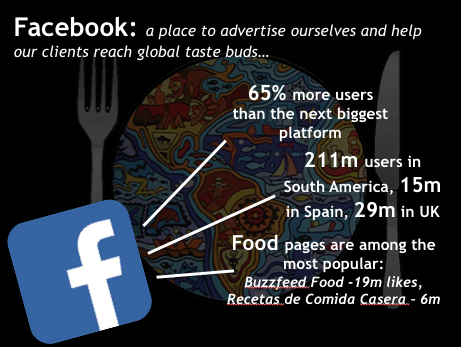 Facebook: a place to advertise ourselves and help
our clients reach global taste buds…
65% more users
than the next biggest
platform
211m users in
South America, 15m
in Spain, 29m in UK
Food pages are among the
most popular:
Buzzfeed Food -19m likes,
Recetas de Comida Casera – 6m
f